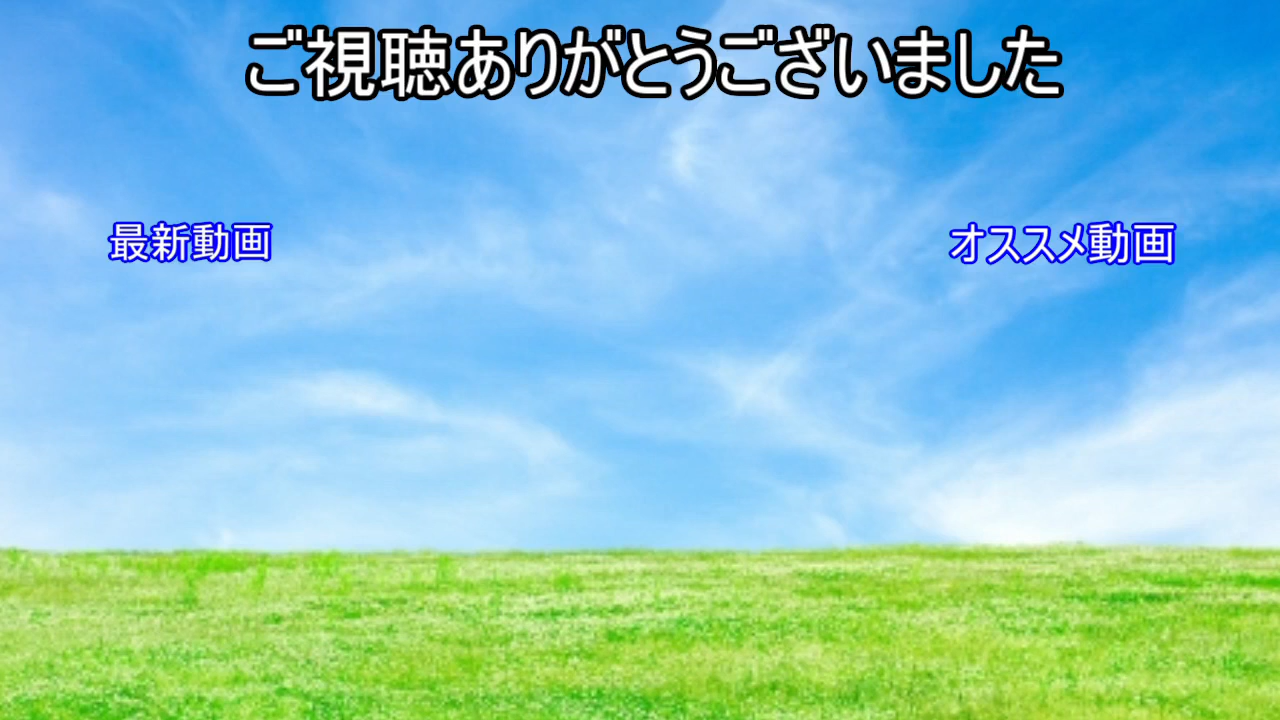 ご視聴ありがとうございました
最新動画
オススメ動画